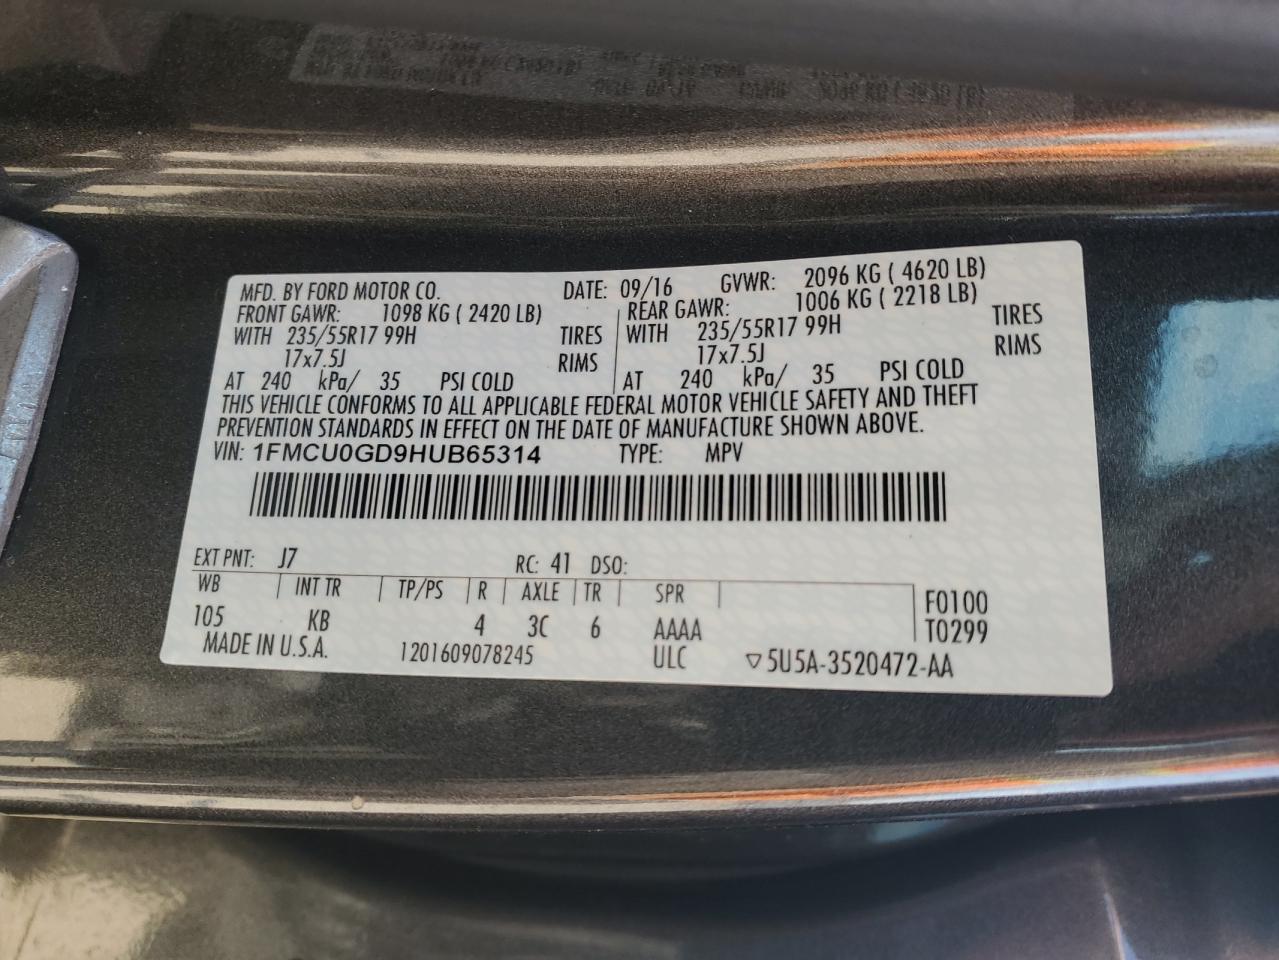 MFD. BY FORD MOTOR CO. DATE: 09/16 GVWR: 2096 KG ( 4620 LB)
FRONT GAWR: 1098 KG ( 2420 LB) REAR GAWR: 1006 KG ( 2218 LB)
WITH 235/55R17 99H TIRES WITH 235/55R17 99H TIRES
17x7.5J RIMS 17x7.5J RIMS
AT 240 kPa/ 35 PSI COLD AT 240 kPa/ 35 PSI COLD
THIS VEHICLE CONFORMS TO ALL APPLICABLE FEDERAL MOTOR VEHICLE SAFETY AND THEFT
PREVENTION STANDARDS IN EFFECT ON THE DATE OF MANUFACTURE SHOWN ABOVE.
VIN: 1FMCU0GD9HUB65314 TYPE: MPV
EXT PNT: J7 RC: 41 DSO:
WB INT TR TP/PS R AXLE TR SPR F0100
105 KB 4 3C 6 AAAA T0299
MADE IN U.S.A. 1201609078245 ULC ▽5U5A-3520472-AA